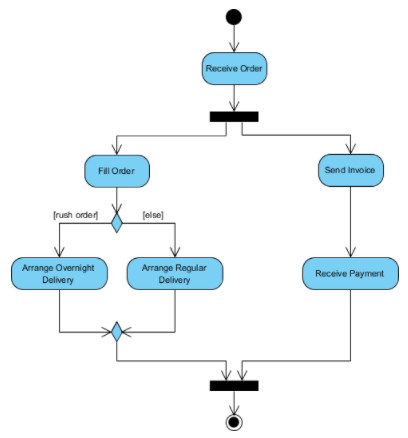 Receive Order
Fill Order
Send Invoice
[rush order]
[else]
Arrange Overnight
Delivery
Arrange Regular
Delivery
Receive Payment